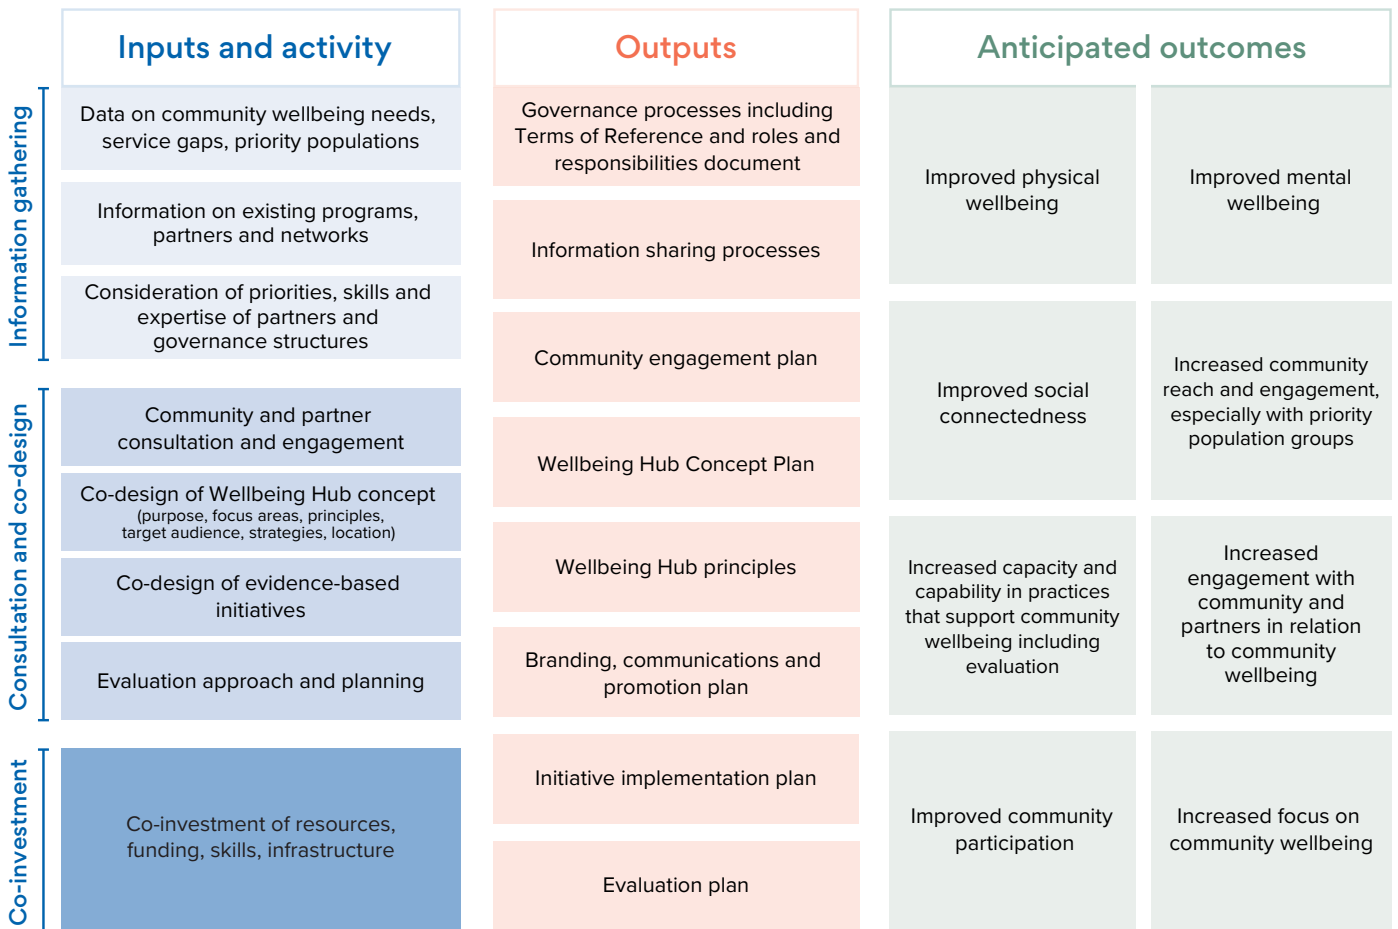 Inputs and activity
Outputs
Anticipated outcomes
Information gathering
Data on community wellbeing needs,
service gaps, priority populations
Information on existing programs,
partners and networks
Consideration of priorities, skills and
expertise of partners and
governance structures
Consultation and co-design
Community and partner
consultation and engagement
Co-design of Wellbeing Hub concept
(purpose, focus areas, principles,
target audience, strategies, location)
Co-design of evidence-based
initiatives
Evaluation approach and planning
Co-investment
Co-investment of resources,
funding, skills, infrastructure
Governance processes including
Terms of Reference and roles and
responsibilities document
Information sharing processes
Community engagement plan
Wellbeing Hub Concept Plan
Wellbeing Hub principles
Branding, communications and
promotion plan
Initiative implementation plan
Evaluation plan
Improved physical
wellbeing
Improved mental
wellbeing
Improved social
connectedness
Increased community
reach and engagement,
especially with priority
population groups
Increased capacity and
capability in practices
that support community
wellbeing including
evaluation
Increased
engagement with
community and
partners in relation
to community
wellbeing
Improved community
participation
Increased focus on
community wellbeing